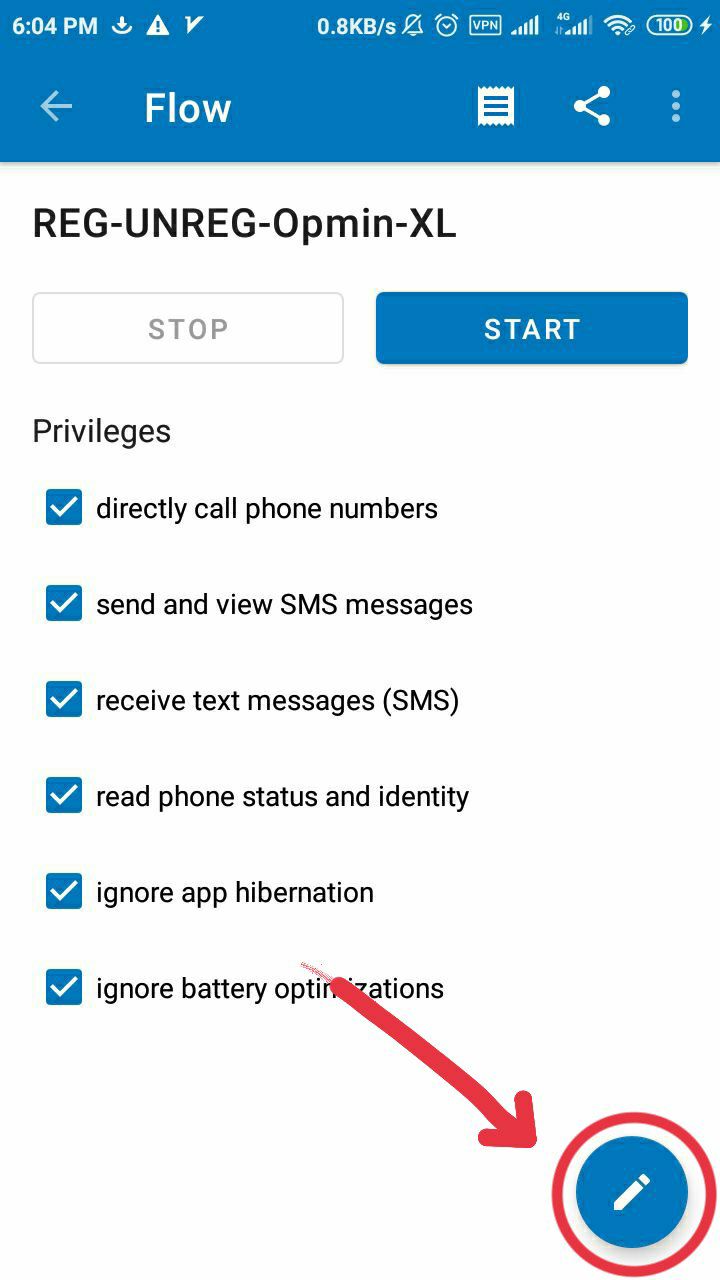 6:04 PM 0.8KB/s VPN 4G 100
Flow
REG-UNREG-Opmin-XL
STOP START
Privileges
directly call phone numbers
send and view SMS messages
receive text messages (SMS)
read phone status and identity
ignore app hibernation
ignore battery optimizations